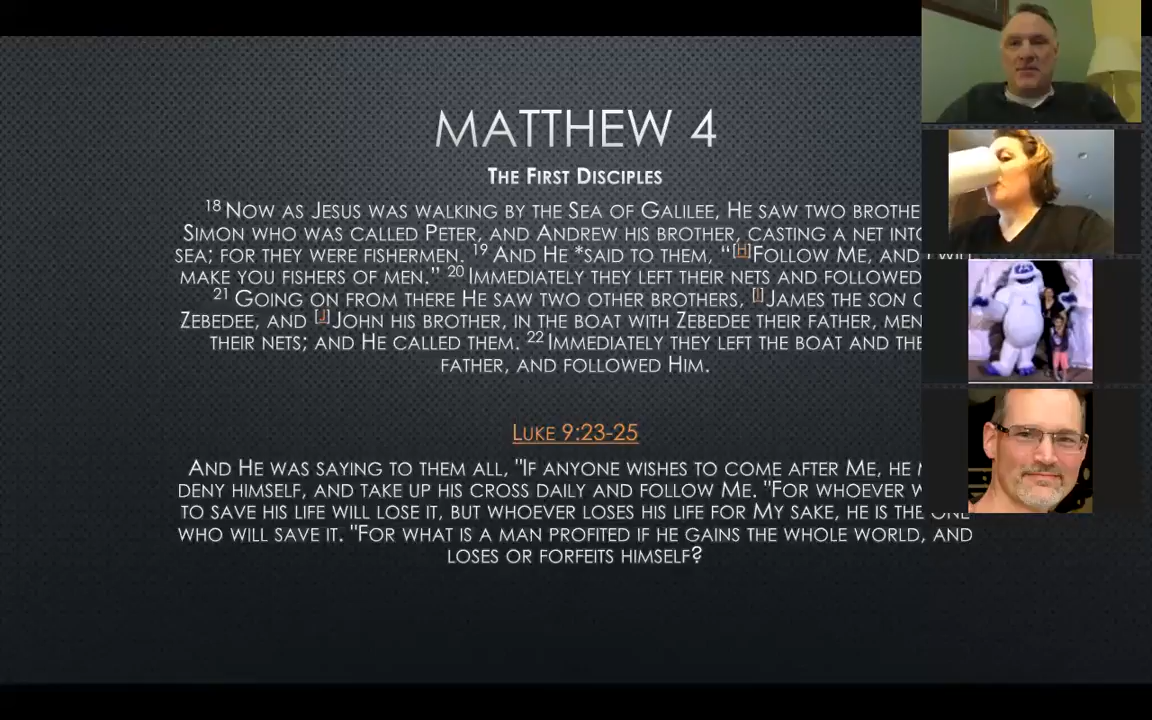 MATTHEW 4
THE FIRST DISCIPLES
18 NOW AS JESUS WAS WALKING BY THE SEA OF GALILEE, HE SAW TWO BROTHE
SIMON WHO WAS CALLED PETER, AND ANDREW HIS BROTHER, CASTING A NET INTO
SEA; FOR THEY WERE FISHERMEN. 19 AND HE *SAID TO THEM, “[H]FOLLOW ME, AND I WILL
MAKE YOU FISHERS OF MEN.” 20 IMMEDIATELY THEY LEFT THEIR NETS AND FOLLOWED
21 GOING ON FROM THERE HE SAW TWO OTHER BROTHERS, [I]JAMES THE SON O
ZEBEDEE, AND [J]JOHN HIS BROTHER, IN THE BOAT WITH ZEBEDEE THEIR FATHER, MEN
THEIR NETS; AND HE CALLED THEM. 22 IMMEDIATELY THEY LEFT THE BOAT AND THE
FATHER, AND FOLLOWED HIM.
LUKE 9:23-25
AND HE WAS SAYING TO THEM ALL, "IF ANYONE WISHES TO COME AFTER ME, HE M
DENY HIMSELF, AND TAKE UP HIS CROSS DAILY AND FOLLOW ME. "FOR WHOEVER W
TO SAVE HIS LIFE WILL LOSE IT, BUT WHOEVER LOSES HIS LIFE FOR MY SAKE, HE IS THE ONE
WHO WILL SAVE IT. "FOR WHAT IS A MAN PROFITED IF HE GAINS THE WHOLE WORLD, AND
LOSES OR FORFEITS HIMSELF?